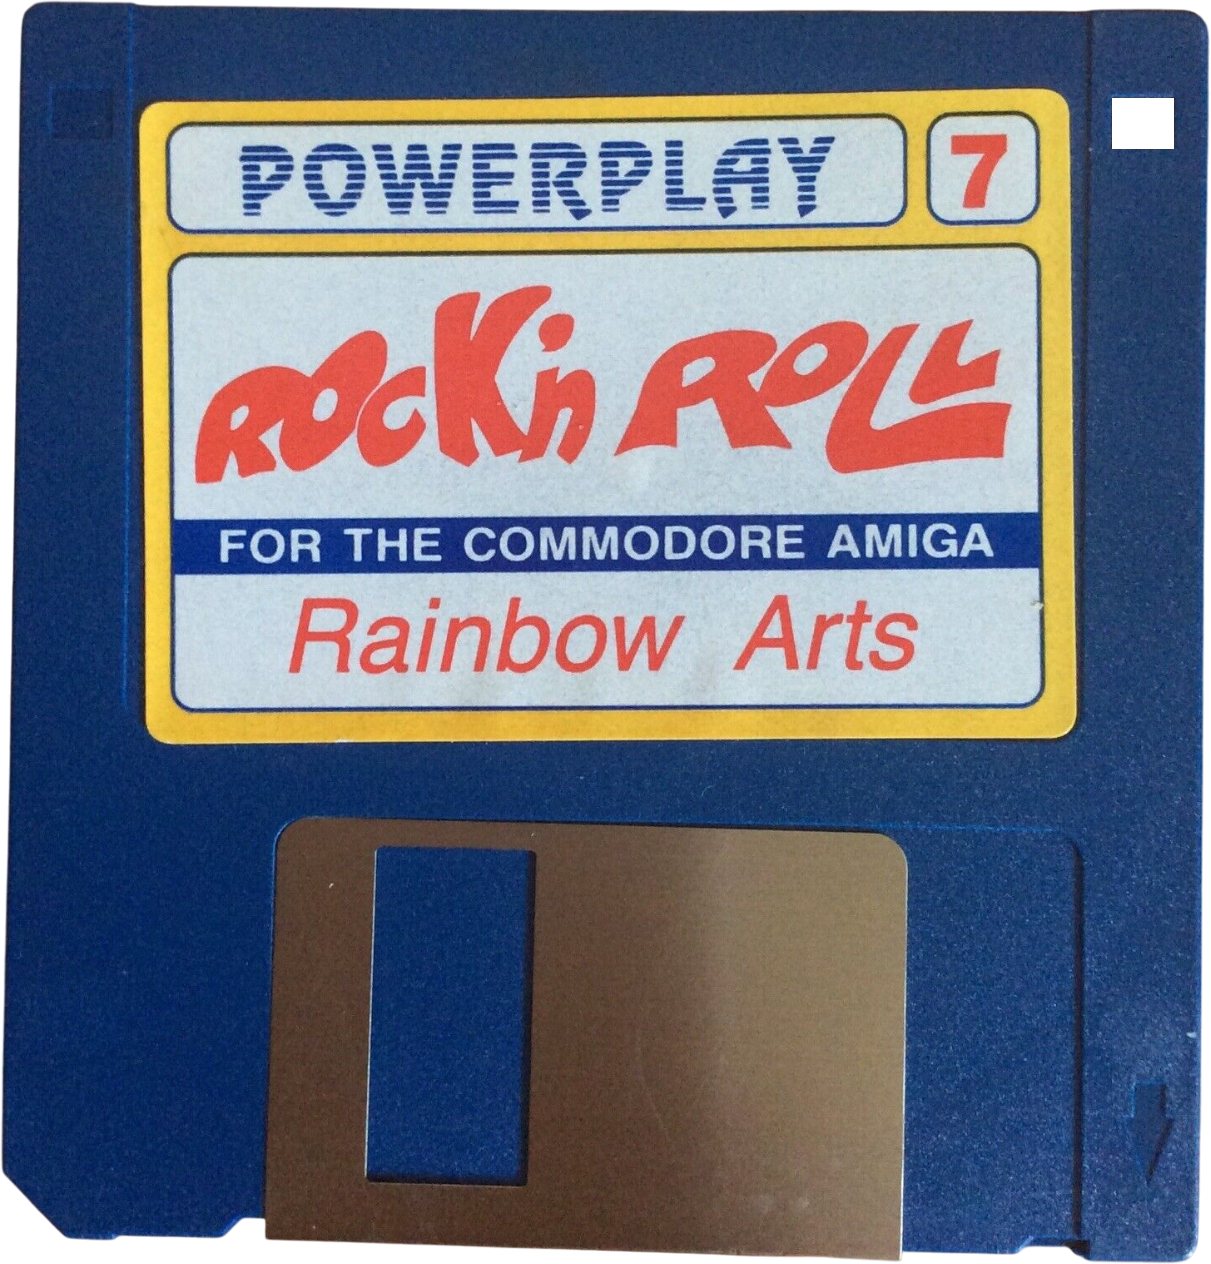 POWERPLAY 7
ROCK'n ROLL
FOR THE COMMODORE AMIGA
Rainbow Arts